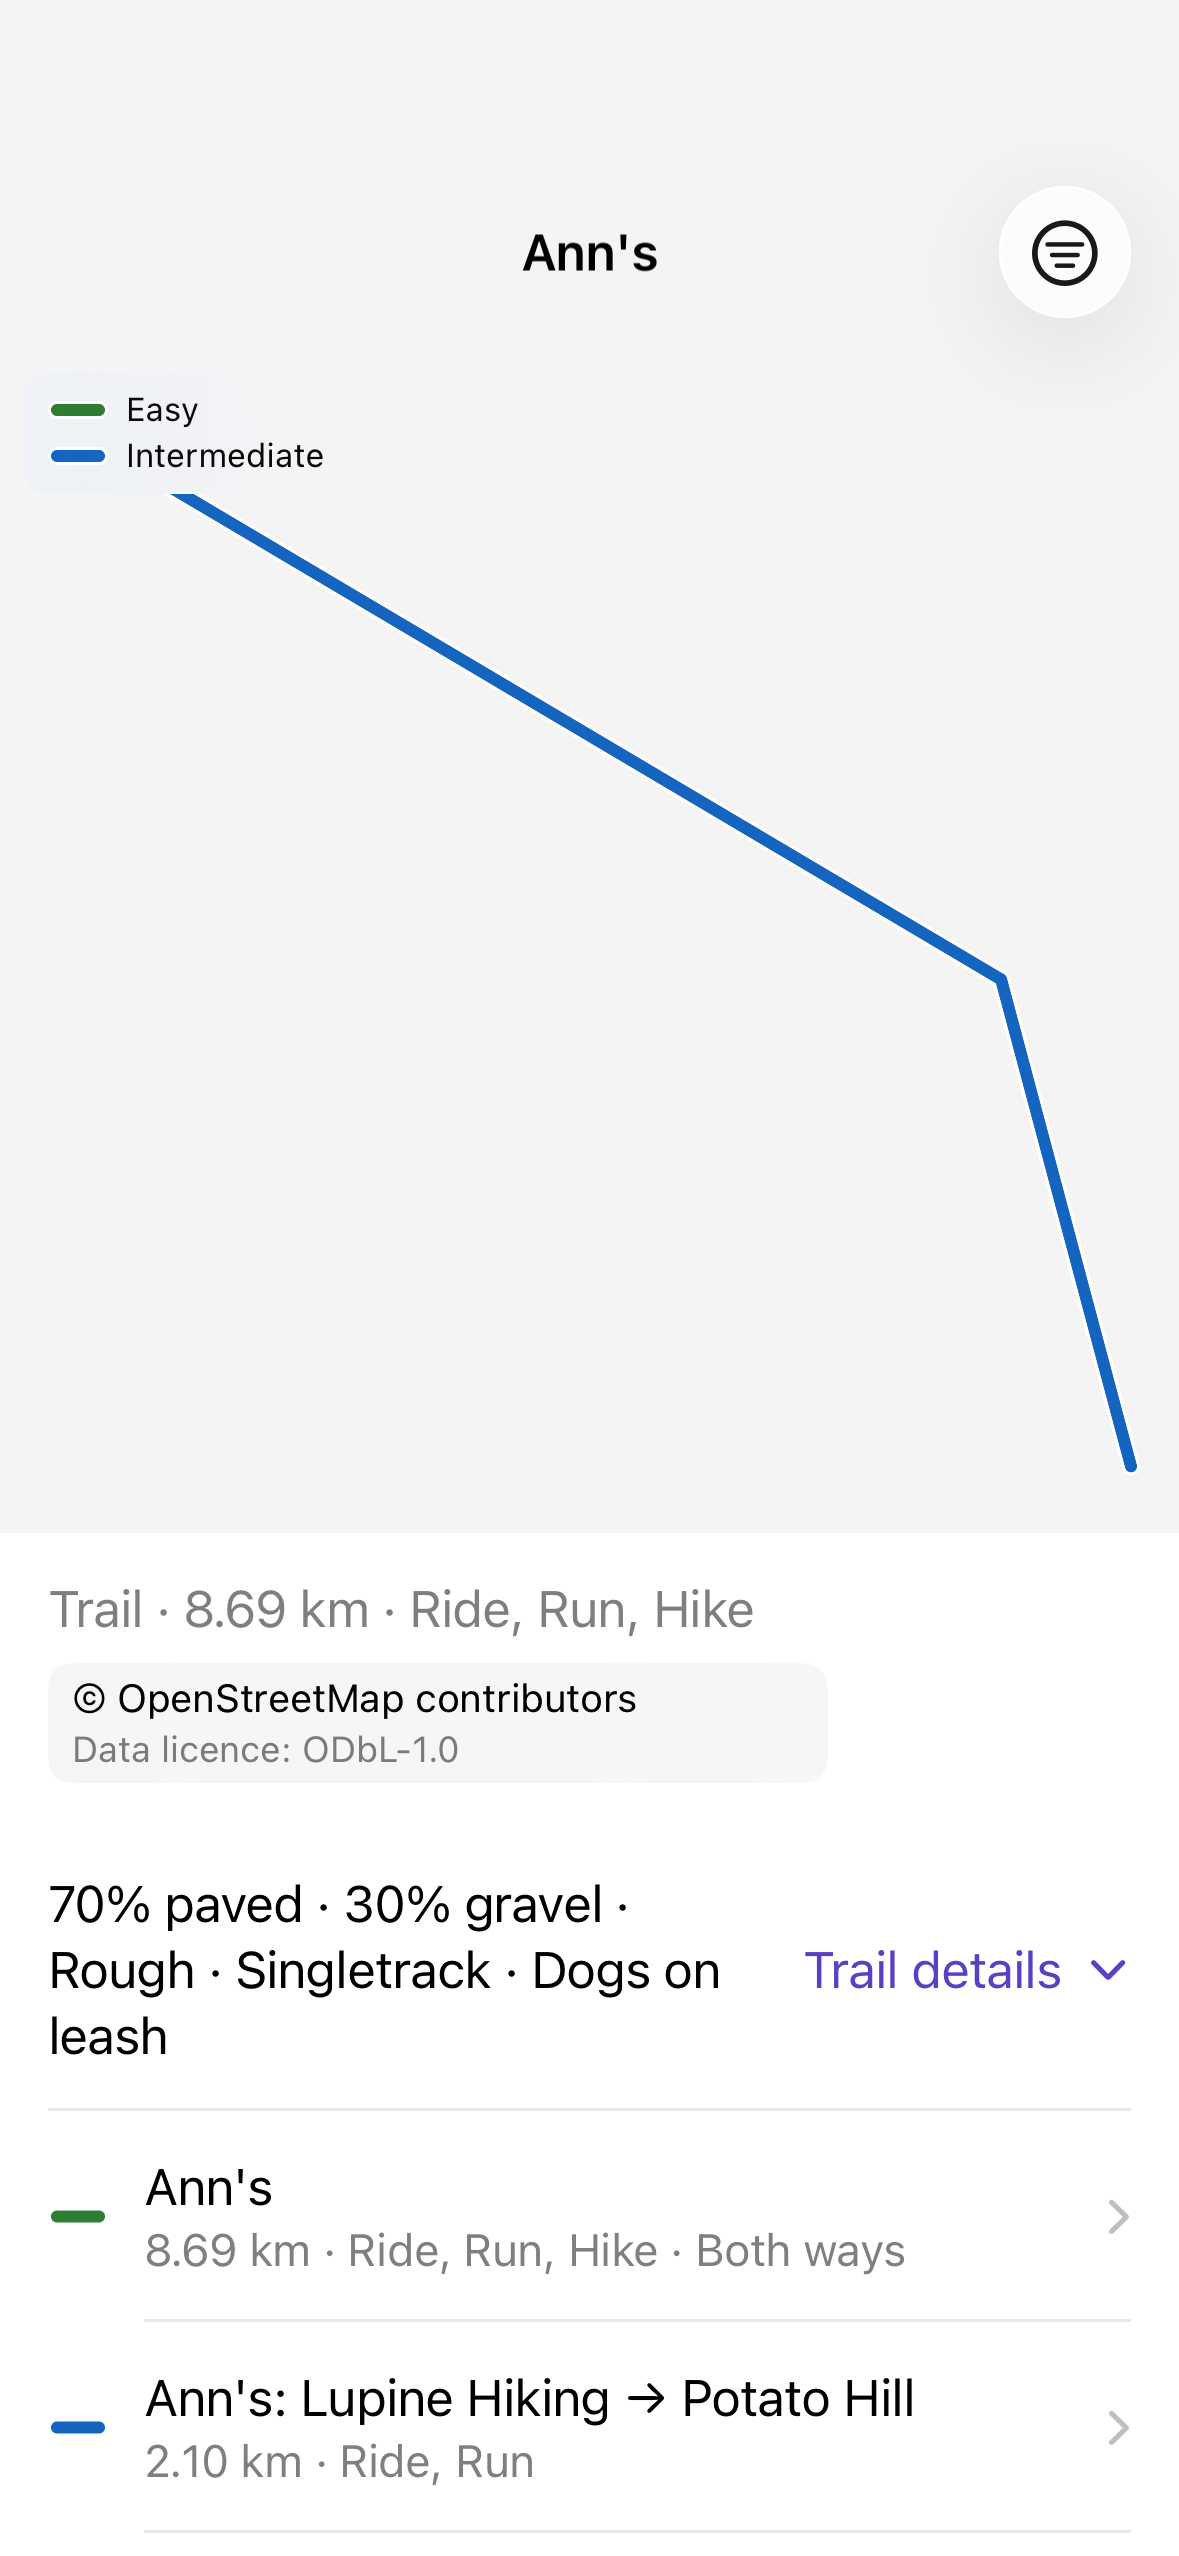 Ann's
Easy
Intermediate
Trail · 8.69 km · Ride, Run, Hike
© OpenStreetMap contributors
Data licence: ODbL-1.0
70% paved · 30% gravel ·
Rough · Singletrack · Dogs on
leash
Trail details
Ann's
8.69 km · Ride, Run, Hike · Both ways
Ann's: Lupine Hiking → Potato Hill
2.10 km · Ride, Run